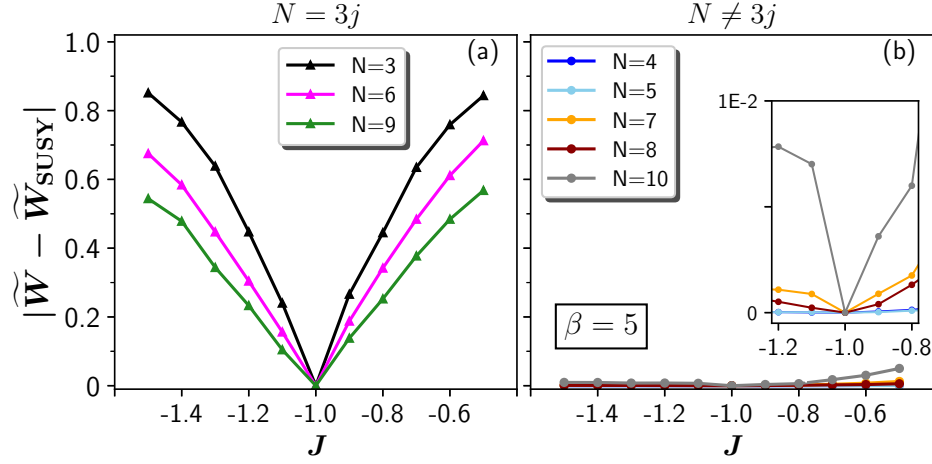 N = 3j
N ≠ 3j
|W̃ − W̃_SUSY|
1.0
0.8
0.6
0.4
0.2
0
(a)
N=3
N=6
N=9
-1.4
-1.2
-1.0
-0.8
-0.6
J
(b)
N=4
N=5
N=7
N=8
N=10
1E-2
0
-1.2
-1.0
-0.8
β = 5
-1.4
-1.2
-1.0
-0.8
-0.6
J